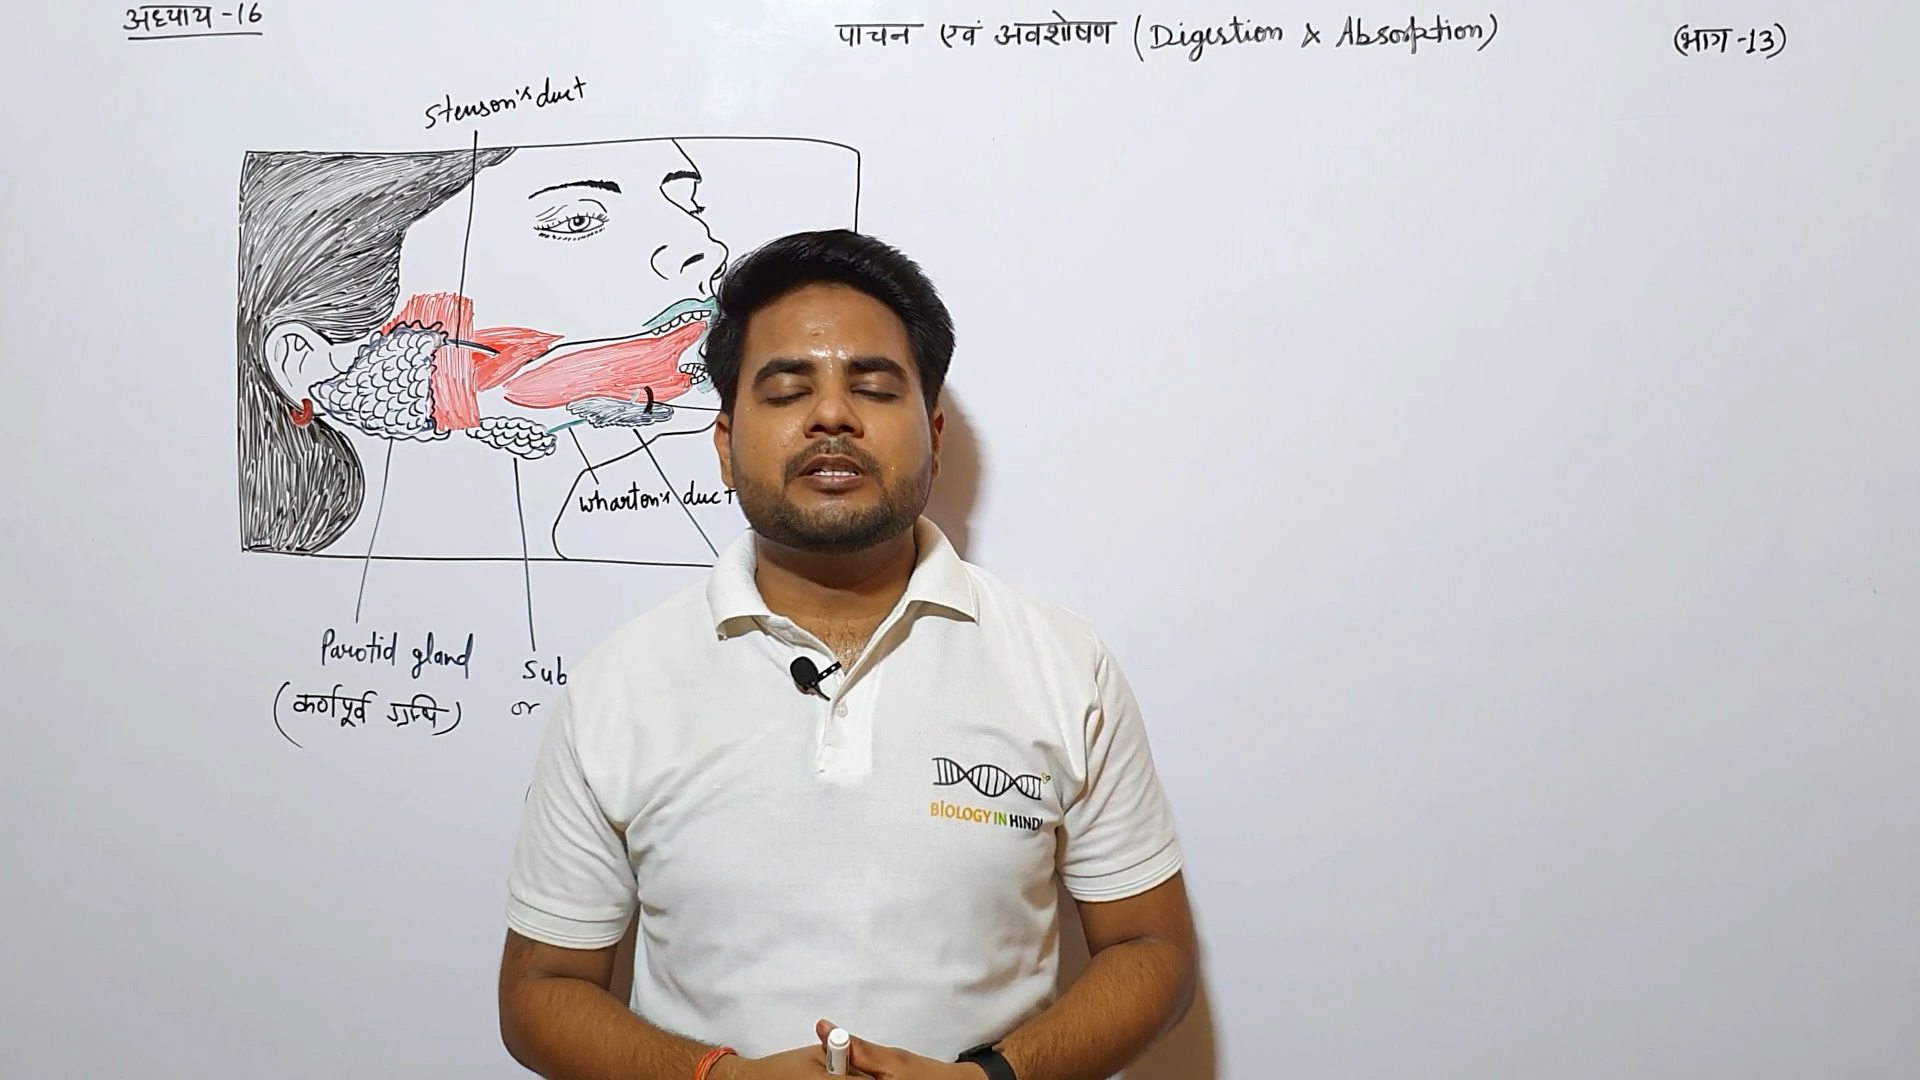 अध्याय -16
पाचन एवं अवशोषण (Digestion & Absorption)
(भाग -13)
Stenson's duct
Wharton's duct
Parotid gland
(कर्णपूर्व ग्रन्थि)
Sub
or
BIOLOGY IN HINDI